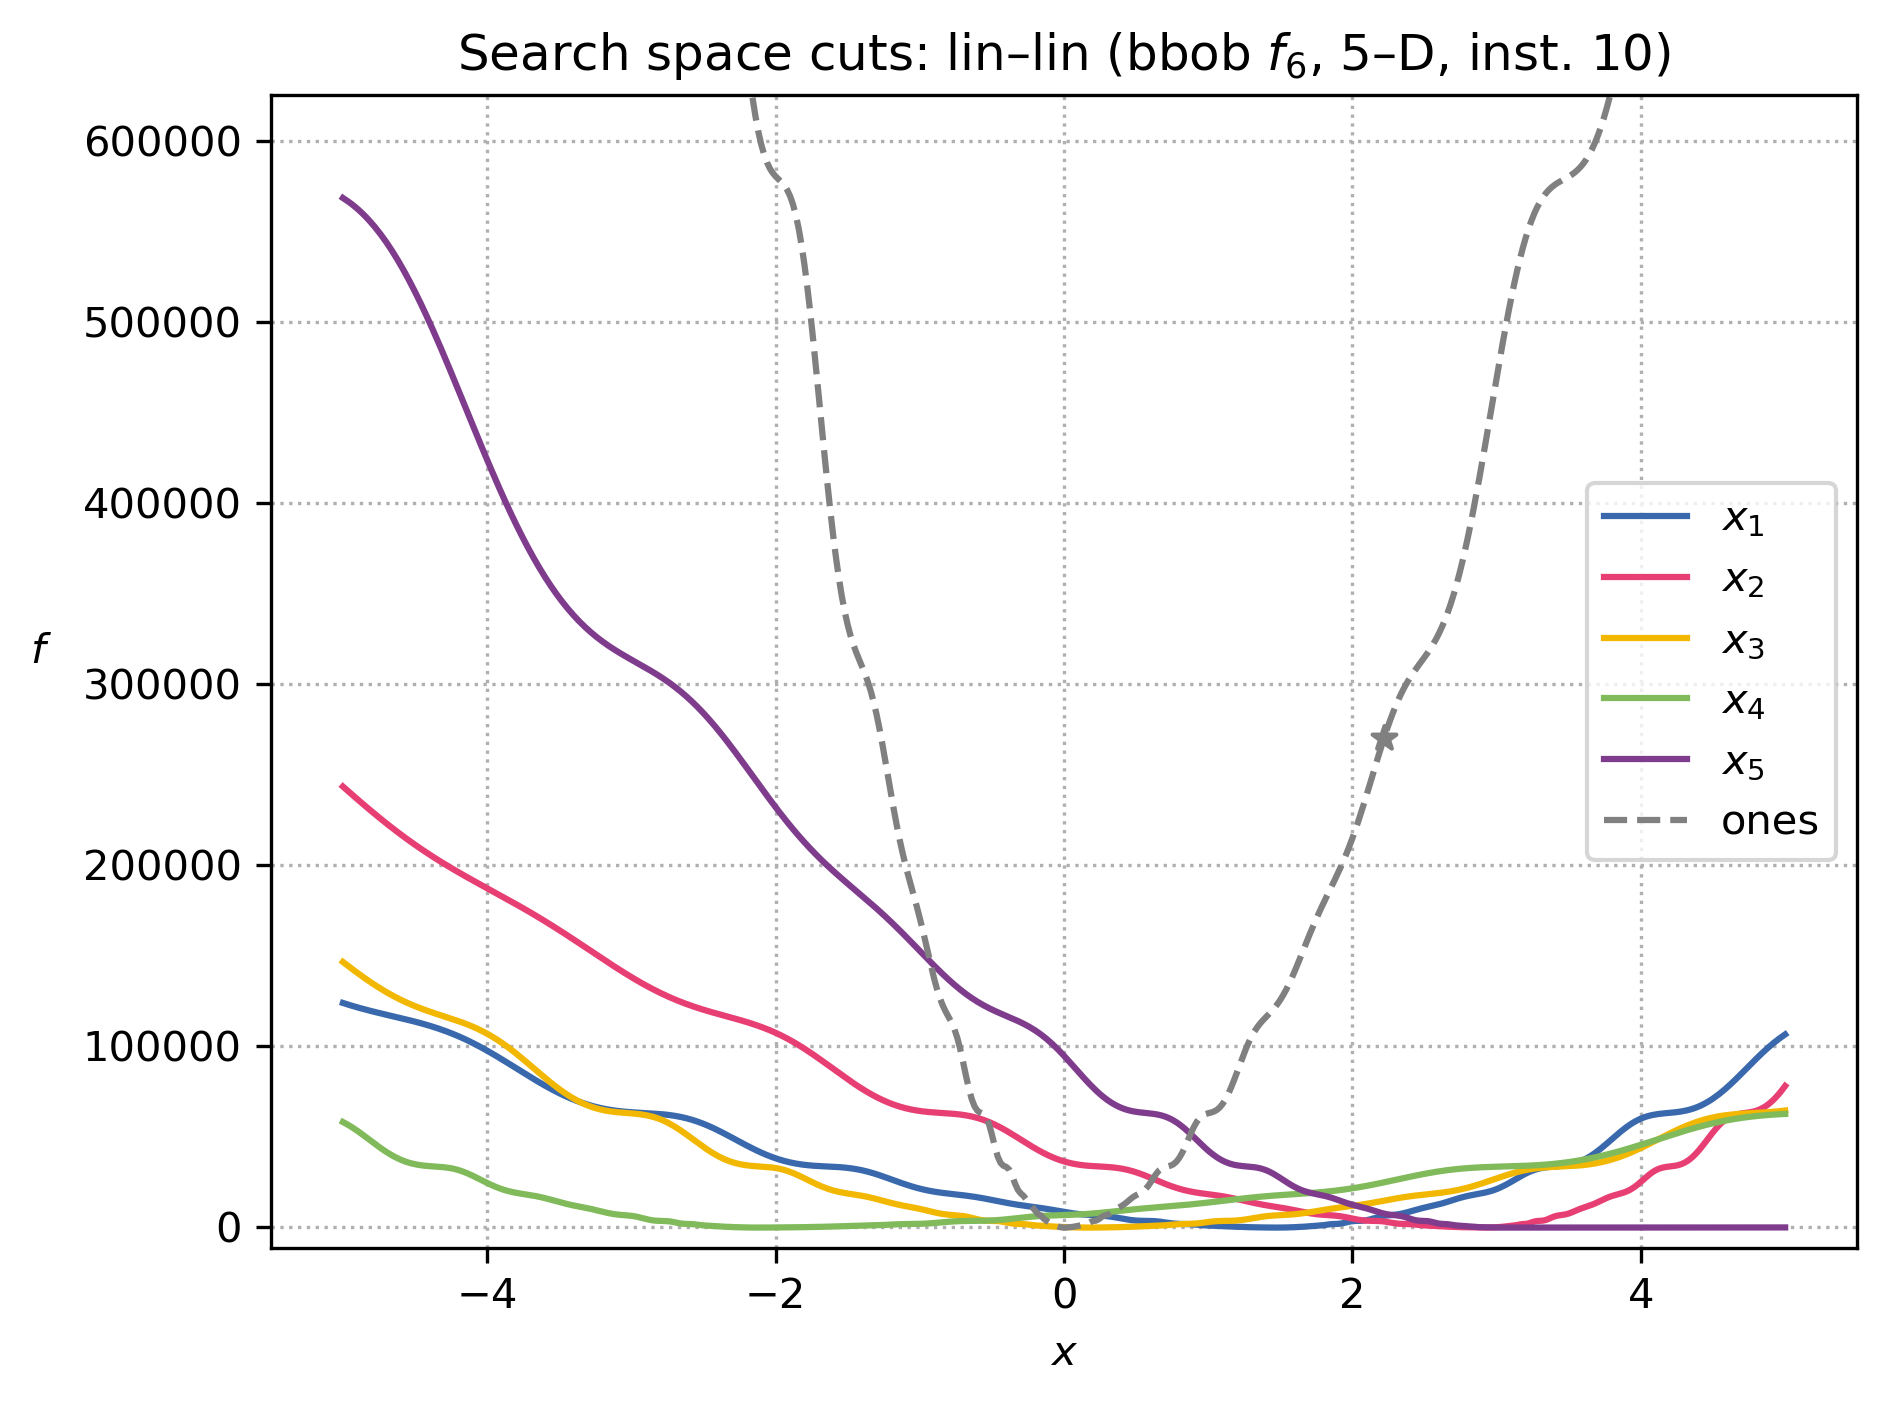 Search space cuts: lin–lin (bbob f₆, 5–D, inst. 10)
600000
500000
400000
300000
200000
100000
0
f
−4
−2
0
2
4
x
x₁
x₂
x₃
x₄
x₅
ones